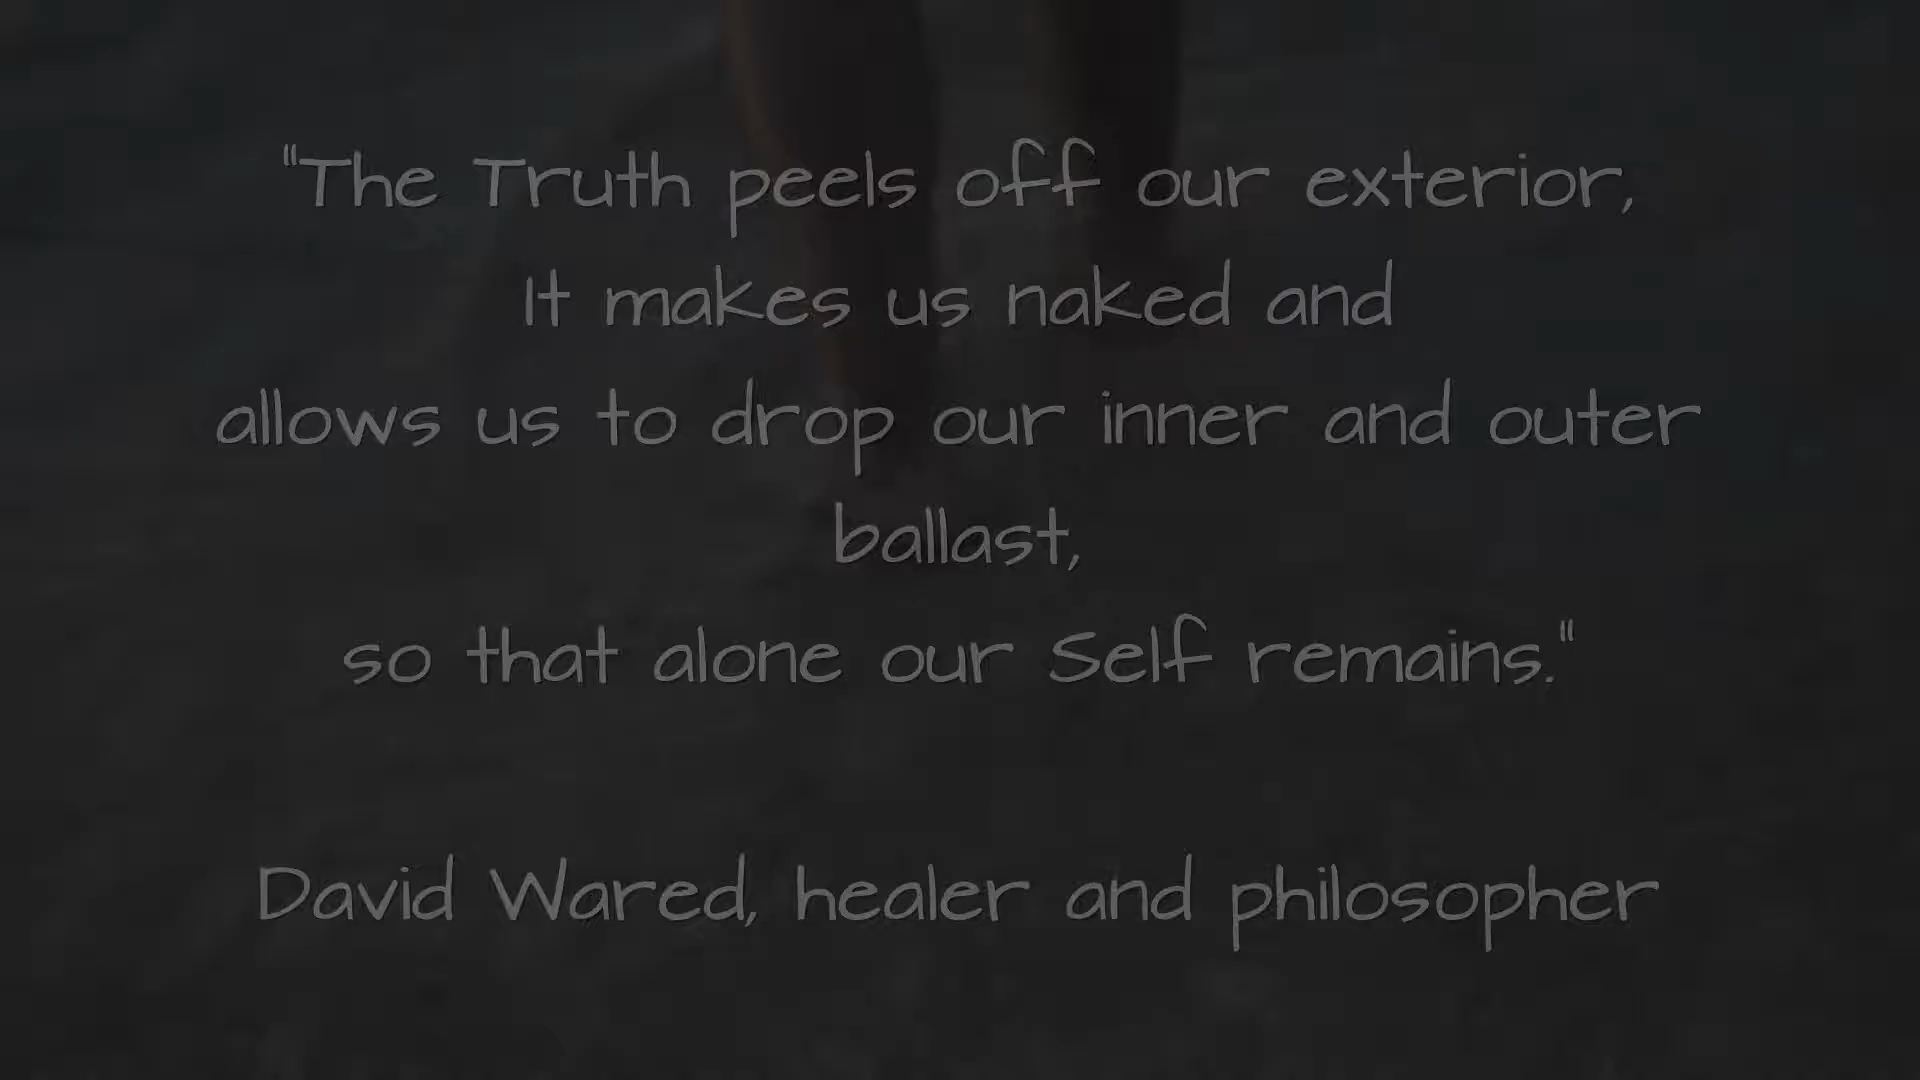 "The Truth peels off our exterior,
It makes us naked and
allows us to drop our inner and outer
ballast,
so that alone our Self remains."
David Wared, healer and philosopher